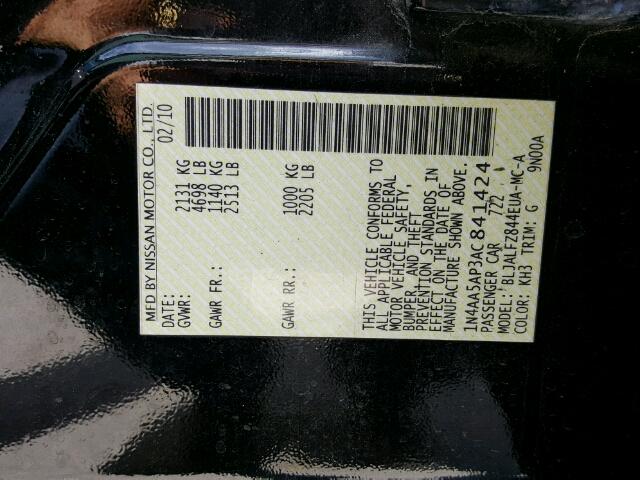 MFD BY NISSAN MOTOR CO., LTD.
DATE: 02/10
GVWR: 2131 KG
4698 LB
GAWR FR.: 1140 KG
2513 LB
GAWR RR.: 1000 KG
2205 LB
THIS VEHICLE CONFORMS TO
ALL APPLICABLE FEDERAL
MOTOR VEHICLE SAFETY,
BUMPER, AND THEFT
PREVENTION STANDARDS IN
EFFECT ON THE DATE OF
MANUFACTURE SHOWN ABOVE.
1N4AA5AP3AC841424
PASSENGER CAR 722
MODEL: BLJALFZ844EUA-MC-A
COLOR: KH3 TRIM: G 9N00A